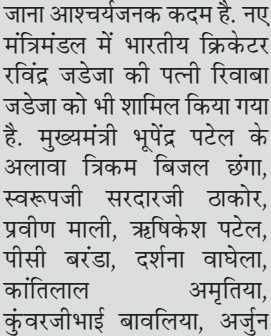 जाना आश्चर्यजनक कदम है. नए
मंत्रिमंडल में भारतीय क्रिकेटर
रविंद्र जडेजा की पत्नी रिवाबा
जडेजा को भी शामिल किया गया
है. मुख्यमंत्री भूपेंद्र पटेल के
अलावा त्रिकम बिजल छंगा,
स्वरूपजी सरदारजी ठाकोर,
प्रवीण माली, ऋषिकेश पटेल,
पीसी बरंडा, दर्शना वाघेला,
कांतिलाल अमृतिया,
कुंवरजीभाई बावलिया, अर्जुन